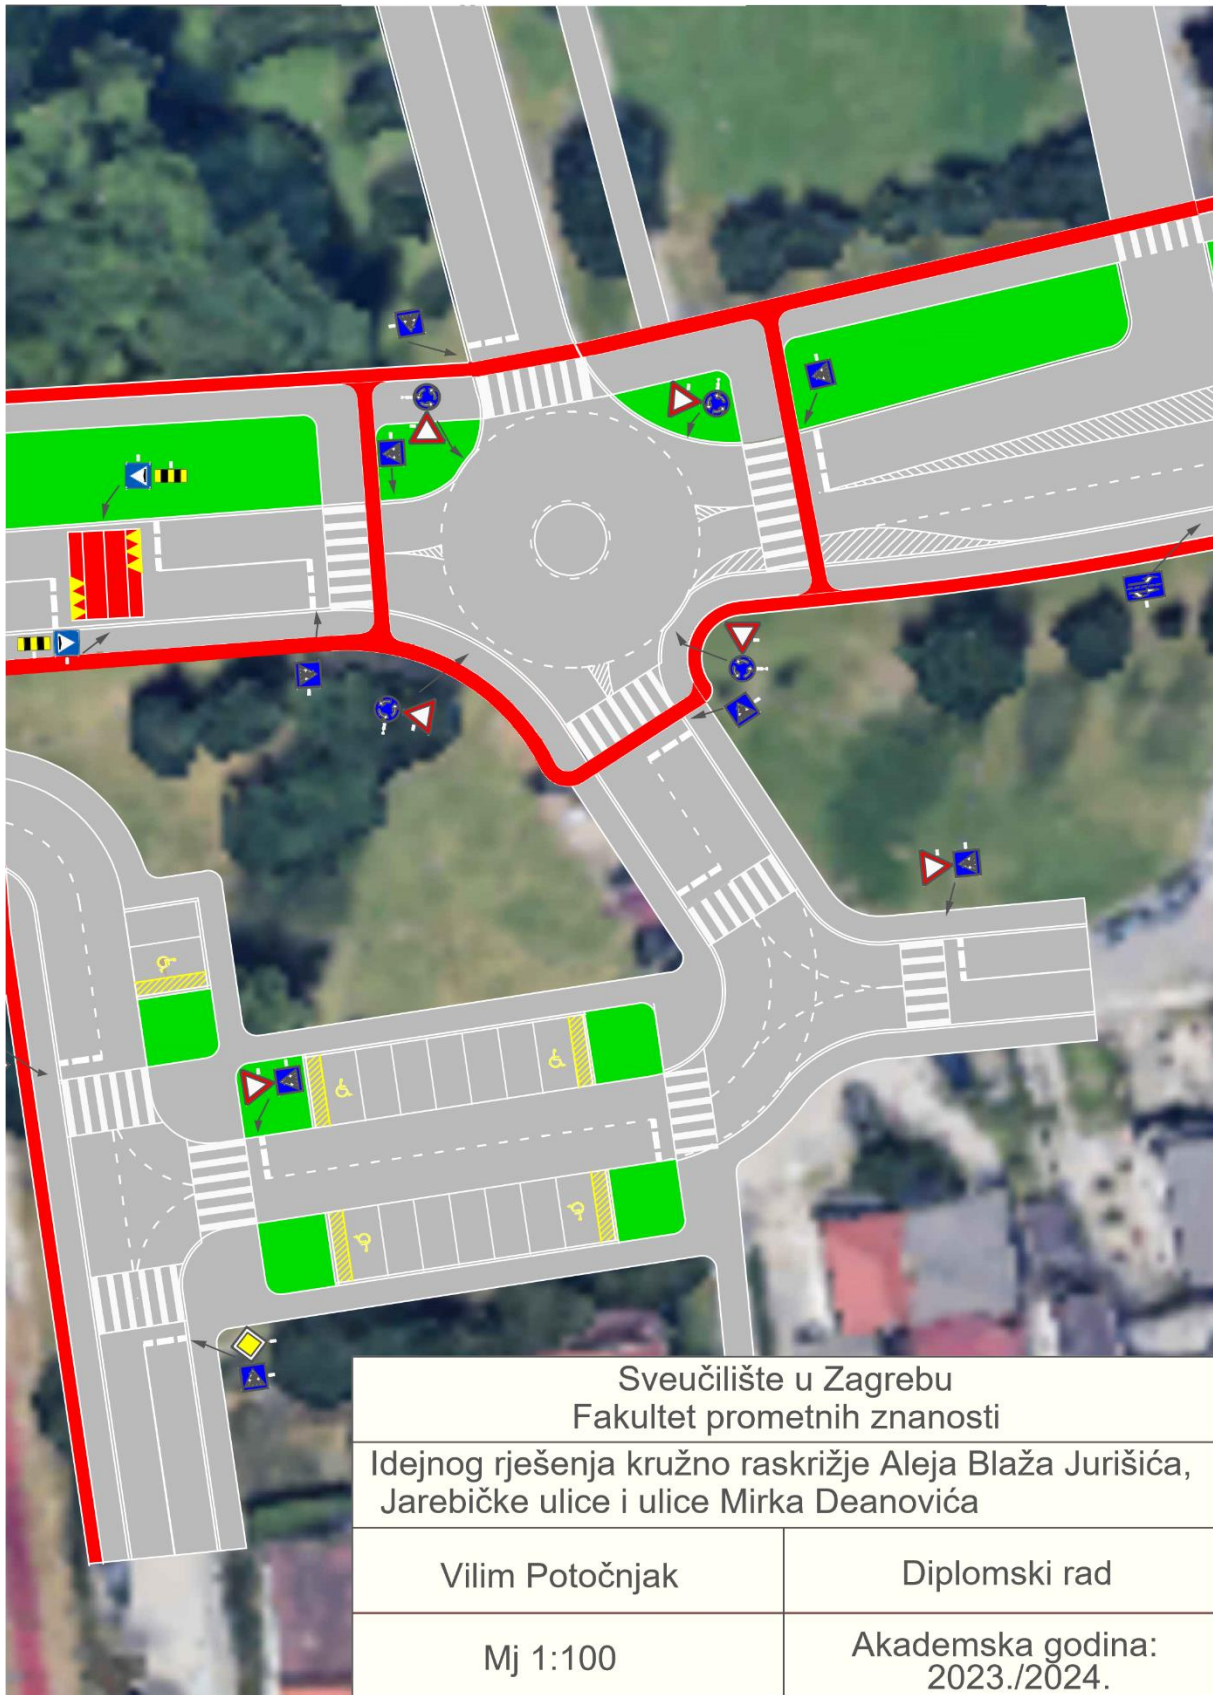 Sveučilište u Zagrebu
Fakultet prometnih znanosti
Idejnog rješenja kružno raskrižje Aleja Blaža Jurišića,
Jarebičke ulice i ulice Mirka Deanovića
Vilim Potočnjak
Diplomski rad
Mj 1:100
Akademska godina:
2023./2024.